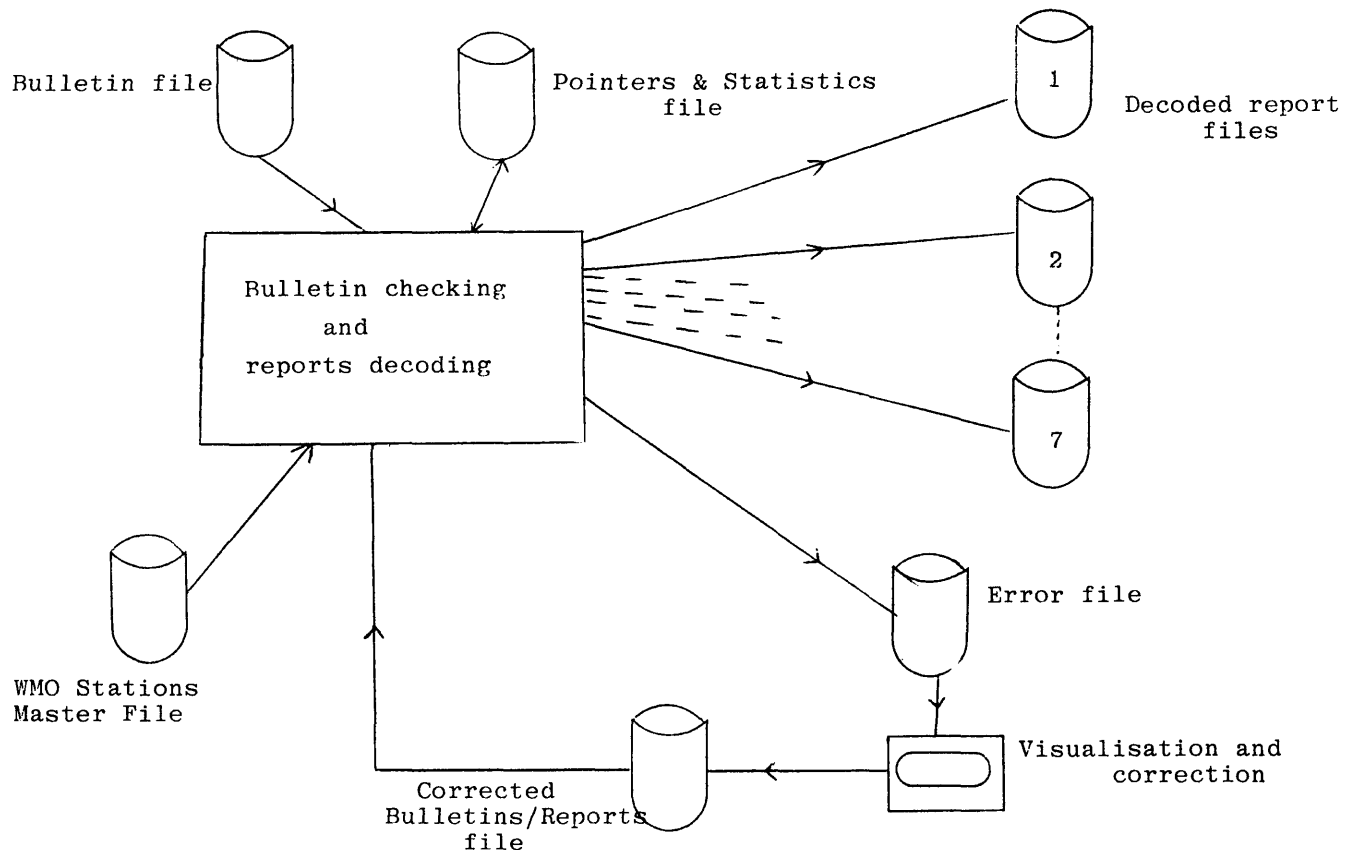 Bulletin file
Pointers & Statistics
file
1
Decoded report
files
2
Bulletin checking
and
reports decoding
7
Error file
WMO Stations
Master File
Visualisation and
correction
Corrected
Bulletins/Reports
file